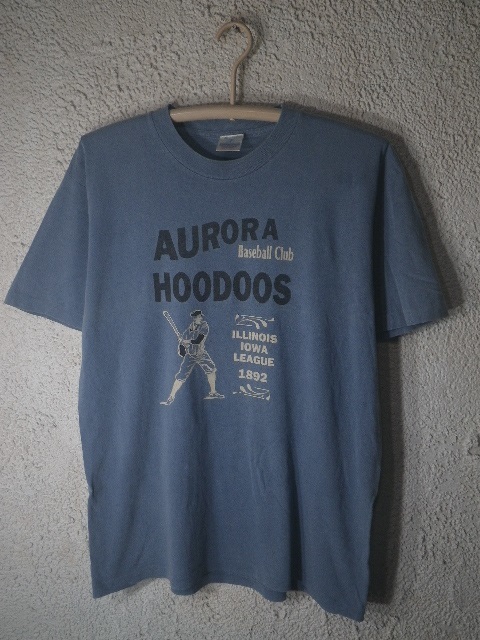 AURORA
Baseball Club
HOODOOS
ILLINOIS
IOWA
LEAGUE
1892